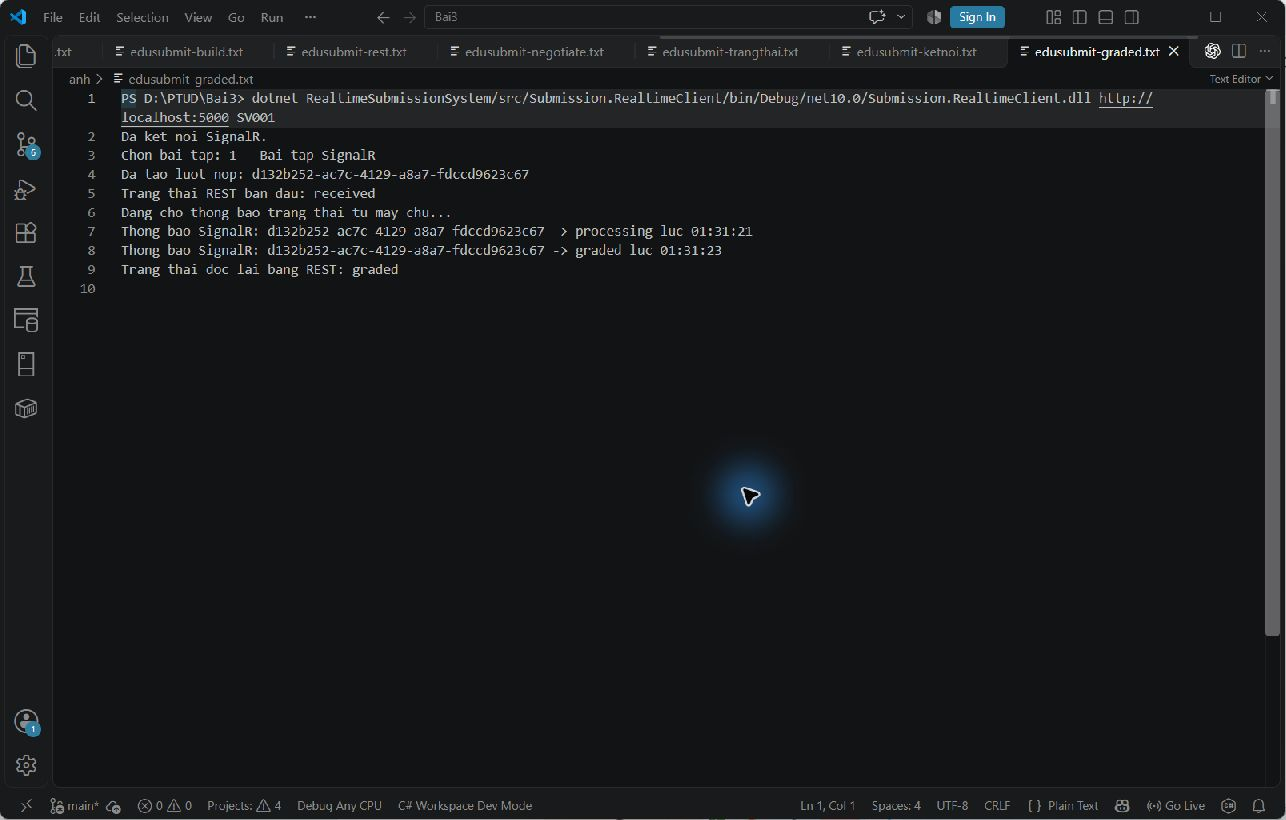 File Edit Selection View Go Run ··· Bai3 Sign In
.txt edusubmit-build.txt edusubmit-rest.txt edusubmit-negotiate.txt edusubmit-trangthai.txt edusubmit-ketnoi.txt edusubmit-graded.txt
anh > edusubmit-graded.txt Text Editor
1 PS D:\PTUD\Bai3> dotnet RealtimeSubmissionSystem/src/Submission.RealtimeClient/bin/Debug/net10.0/Submission.RealtimeClient.dll http://
localhost:5000 SV001
2 Da ket noi SignalR.
3 Chon bai tap: 1 Bai tap SignalR
4 Da tao luot nop: d132b252-ac7c-4129-a8a7-fdccd9623c67
5 Trang thai REST ban dau: received
6 Dang cho thong bao trang thai tu may chu...
7 Thong bao SignalR: d132b252-ac7c-4129-a8a7-fdccd9623c67 -> processing luc 01:31:21
8 Thong bao SignalR: d132b252-ac7c-4129-a8a7-fdccd9623c67 -> graded luc 01:31:23
9 Trang thai doc lai bang REST: graded
10
6
1
main* 0 0 Projects: 4 Debug Any CPU C# Workspace Dev Mode Ln 1, Col 1 Spaces: 4 UTF-8 CRLF {} Plain Text Go Live